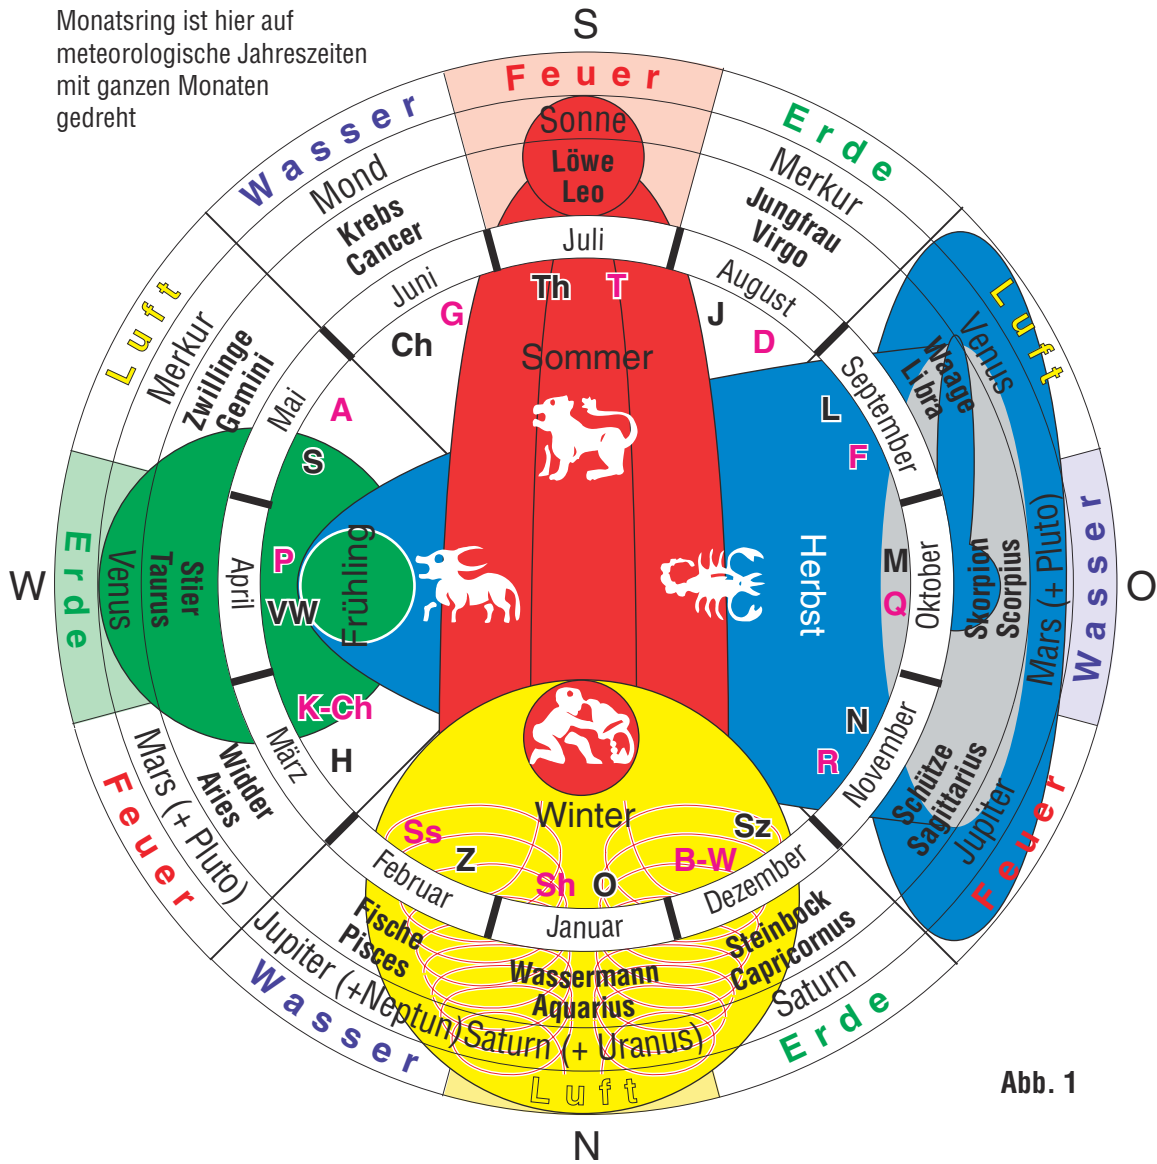 Monatsring ist hier auf
meteorologische Jahreszeiten
mit ganzen Monaten
gedreht
S
Feuer
Sonne
Löwe
Leo
Juli
Erde
Merkur
Jungfrau
Virgo
August
Luft
Venus
Waage
Libra
September
Wasser
Mars (+ Pluto)
Skorpion
Scorpius
Oktober
O
Feuer
Jupiter
Schütze
Sagittarius
November
Erde
Saturn
Steinbock
Capricornus
Dezember
Luft
Saturn (+ Uranus)
Wassermann
Aquarius
Januar
N
Wasser
Jupiter (+Neptun)
Fische
Pisces
Februar
Feuer
Mars (+ Pluto)
Widder
Aries
März
Erde
Venus
Stier
Taurus
April
W
Luft
Merkur
Zwillinge
Gemini
Mai
Wasser
Mond
Krebs
Cancer
Juni
Th
T
J
D
L
F
M
Q
N
R
Sz
B-W
O
Sh
Z
Ss
H
K-Ch
VW
P
S
A
Ch
G
Sommer
Herbst
Winter
Frühling
Abb. 1